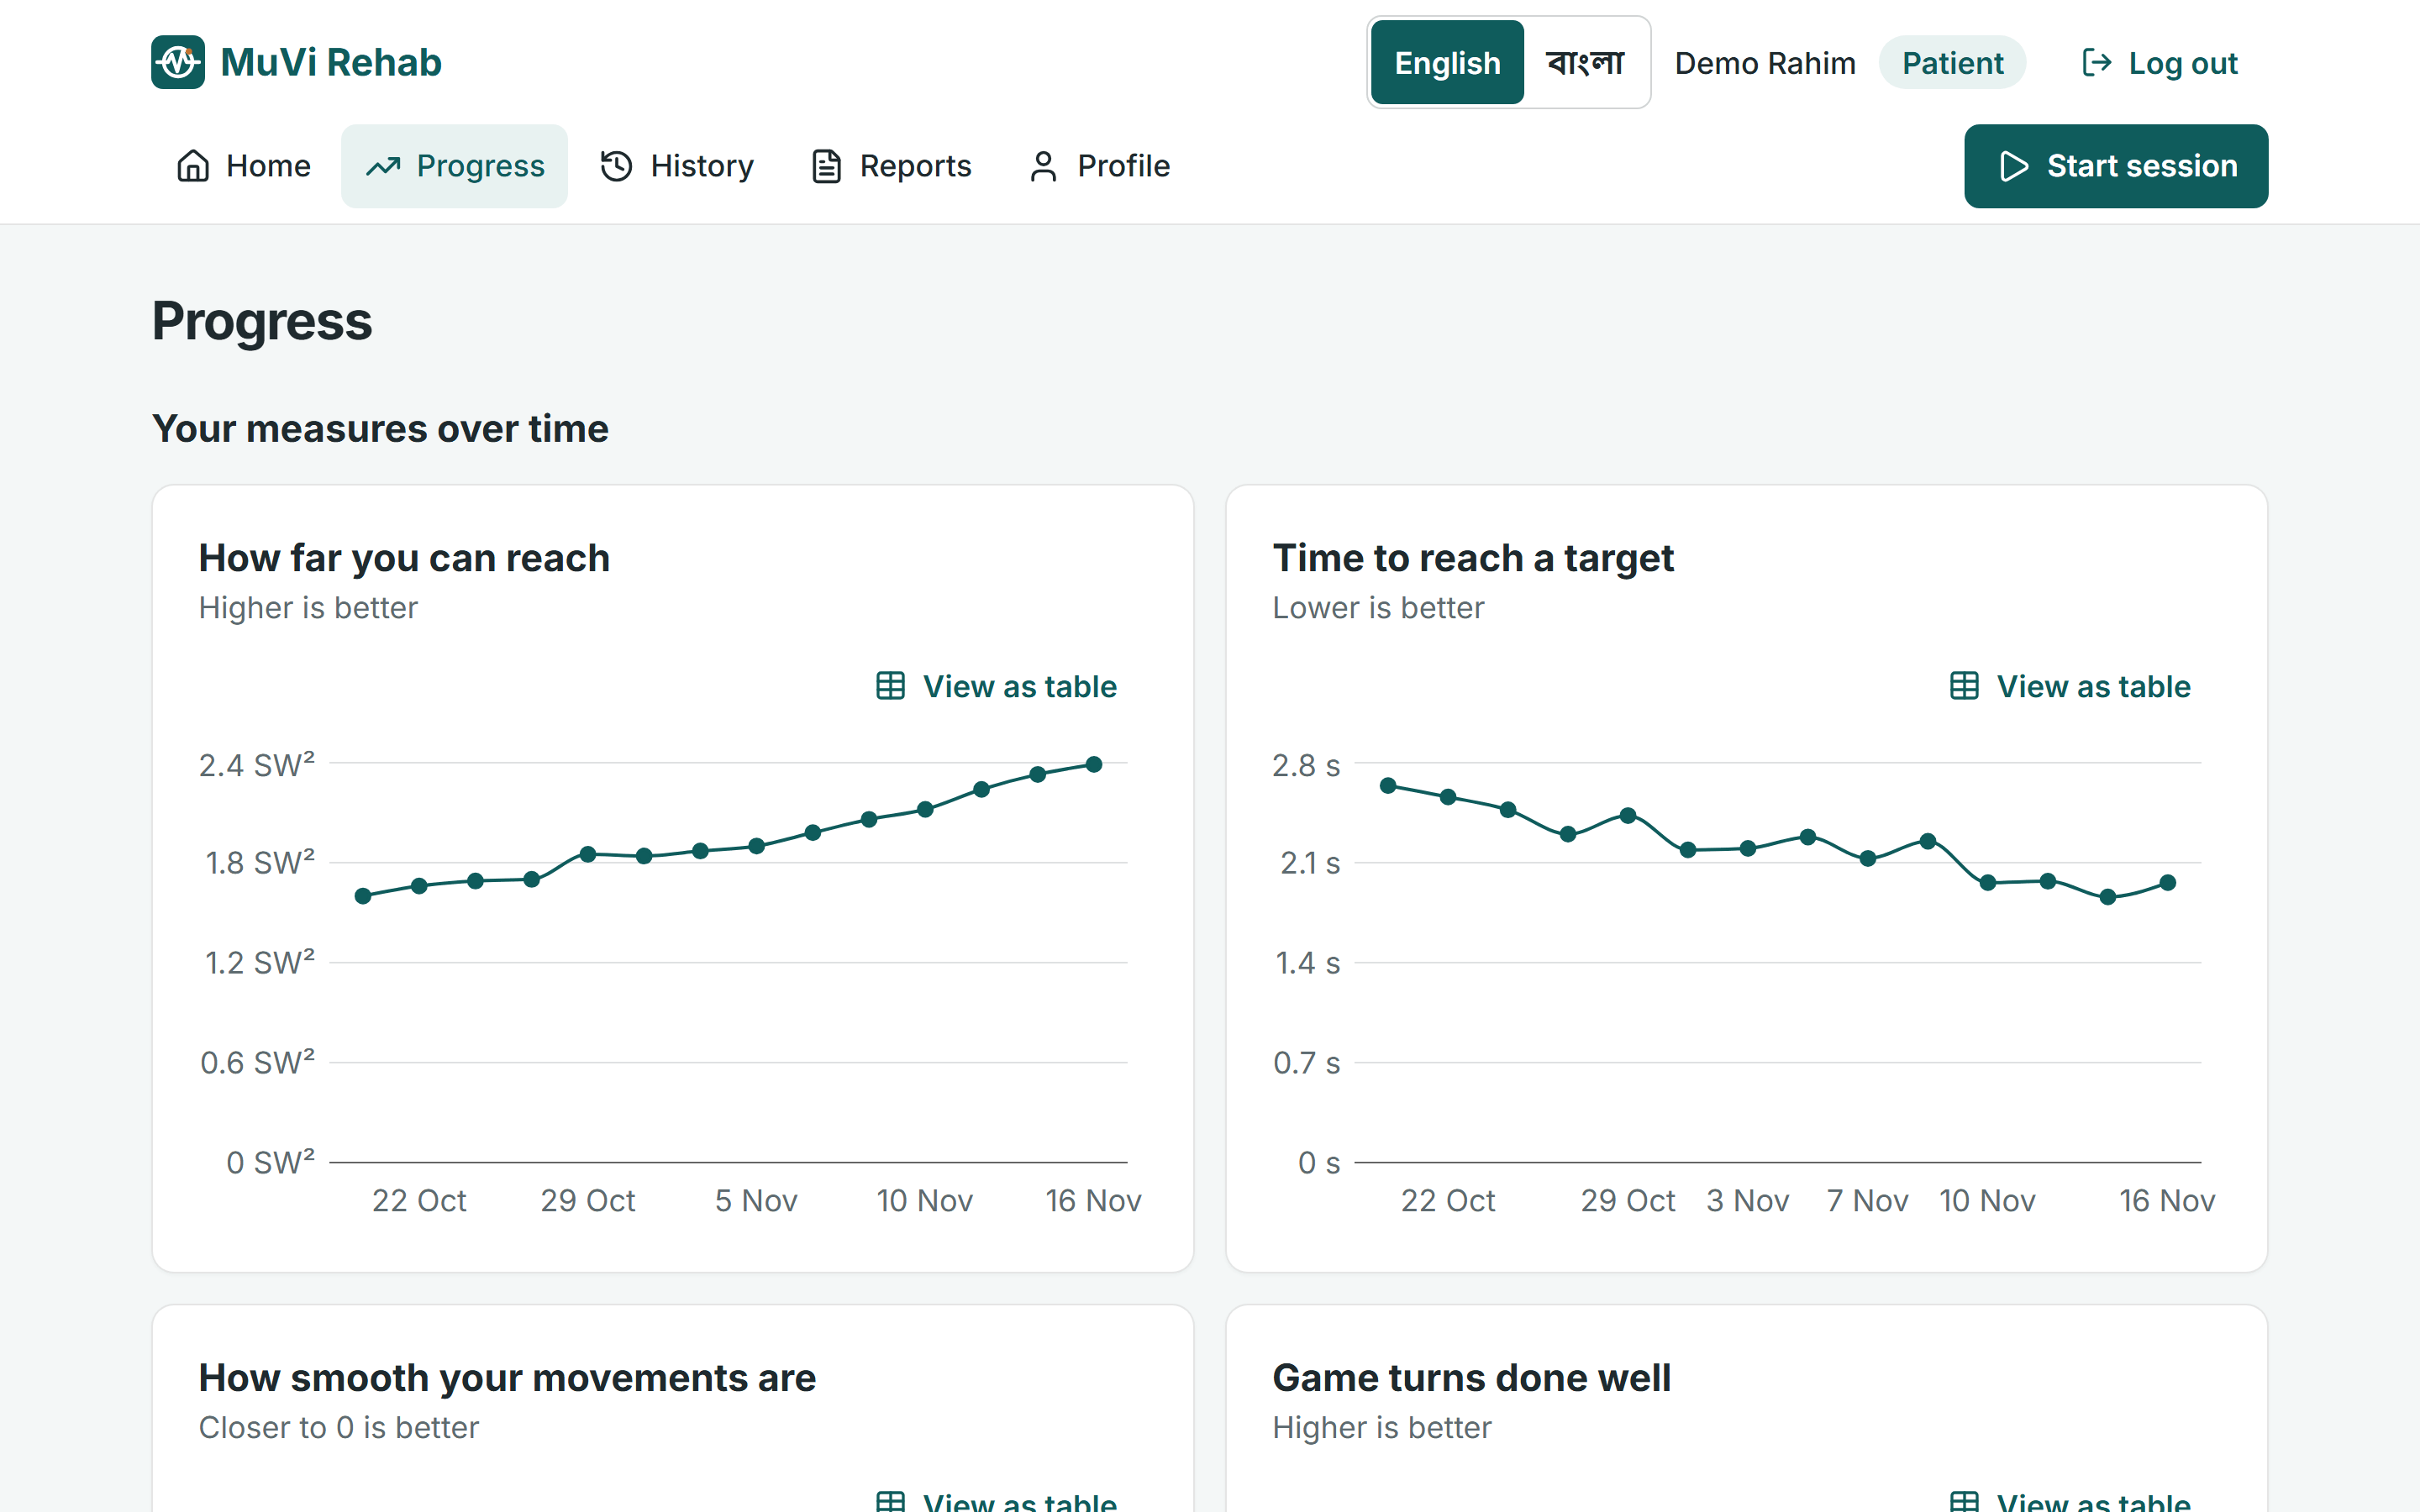 MuVi Rehab
English বাংলা Demo Rahim Patient Log out
Home Progress History Reports Profile Start session
Progress
Your measures over time
How far you can reach
Higher is better
View as table
2.4 SW²
1.8 SW²
1.2 SW²
0.6 SW²
0 SW²
22 Oct 29 Oct 5 Nov 10 Nov 16 Nov
Time to reach a target
Lower is better
View as table
2.8 s
2.1 s
1.4 s
0.7 s
0 s
22 Oct 29 Oct 3 Nov 7 Nov 10 Nov 16 Nov
How smooth your movements are
Closer to 0 is better
View as table
Game turns done well
Higher is better
View as table